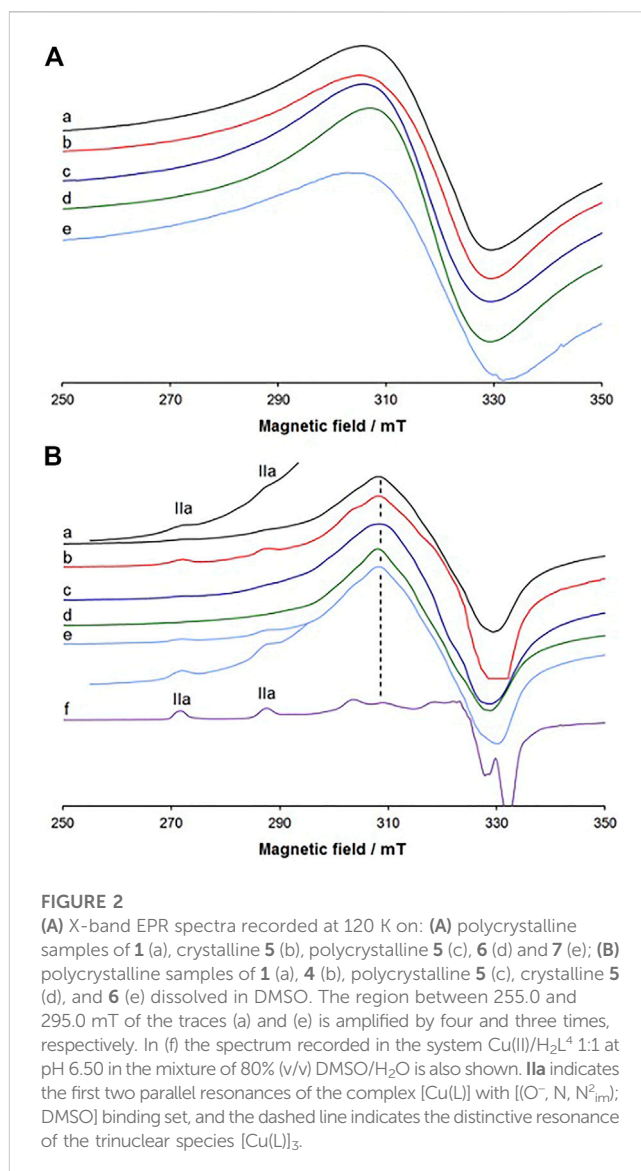 A
a
b
c
d
e
250 270 290 310 330 350
Magnetic field / mT
B
IIa
IIa
a
b
c
d
e
f
IIa IIa
250 270 290 310 330 350
Magnetic field / mT
FIGURE 2
(A) X-band EPR spectra recorded at 120 K on: (A) polycrystalline
samples of 1 (a), crystalline 5 (b), polycrystalline 5 (c), 6 (d) and 7 (e); (B)
polycrystalline samples of 1 (a), 4 (b), polycrystalline 5 (c), crystalline 5
(d), and 6 (e) dissolved in DMSO. The region between 255.0 and
295.0 mT of the traces (a) and (e) is amplified by four and three times,
respectively. In (f) the spectrum recorded in the system Cu(II)/H₂L⁴ 1:1 at
pH 6.50 in the mixture of 80% (v/v) DMSO/H₂O is also shown. IIa indicates
the first two parallel resonances of the complex [Cu(L)] with [(O⁻, N, N²im);
DMSO] binding set, and the dashed line indicates the distinctive resonance
of the trinuclear species [Cu(L)]₃.